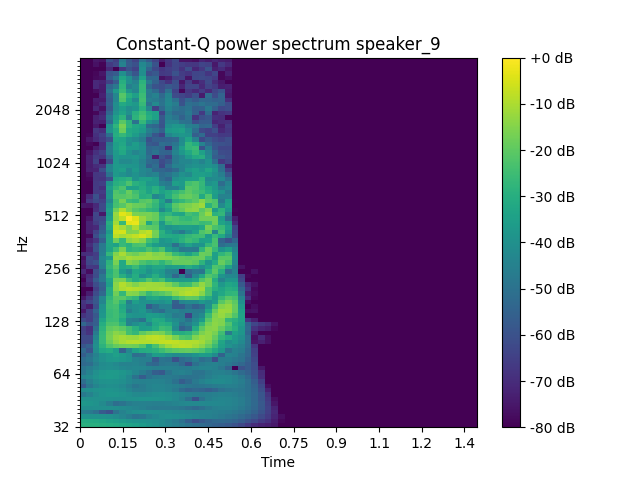 Constant-Q power spectrum speaker_9
Hz
2048
1024
512
256
128
64
32
0 0.15 0.3 0.45 0.6 0.75 0.9 1.1 1.2 1.4
Time
+0 dB
-10 dB
-20 dB
-30 dB
-40 dB
-50 dB
-60 dB
-70 dB
-80 dB